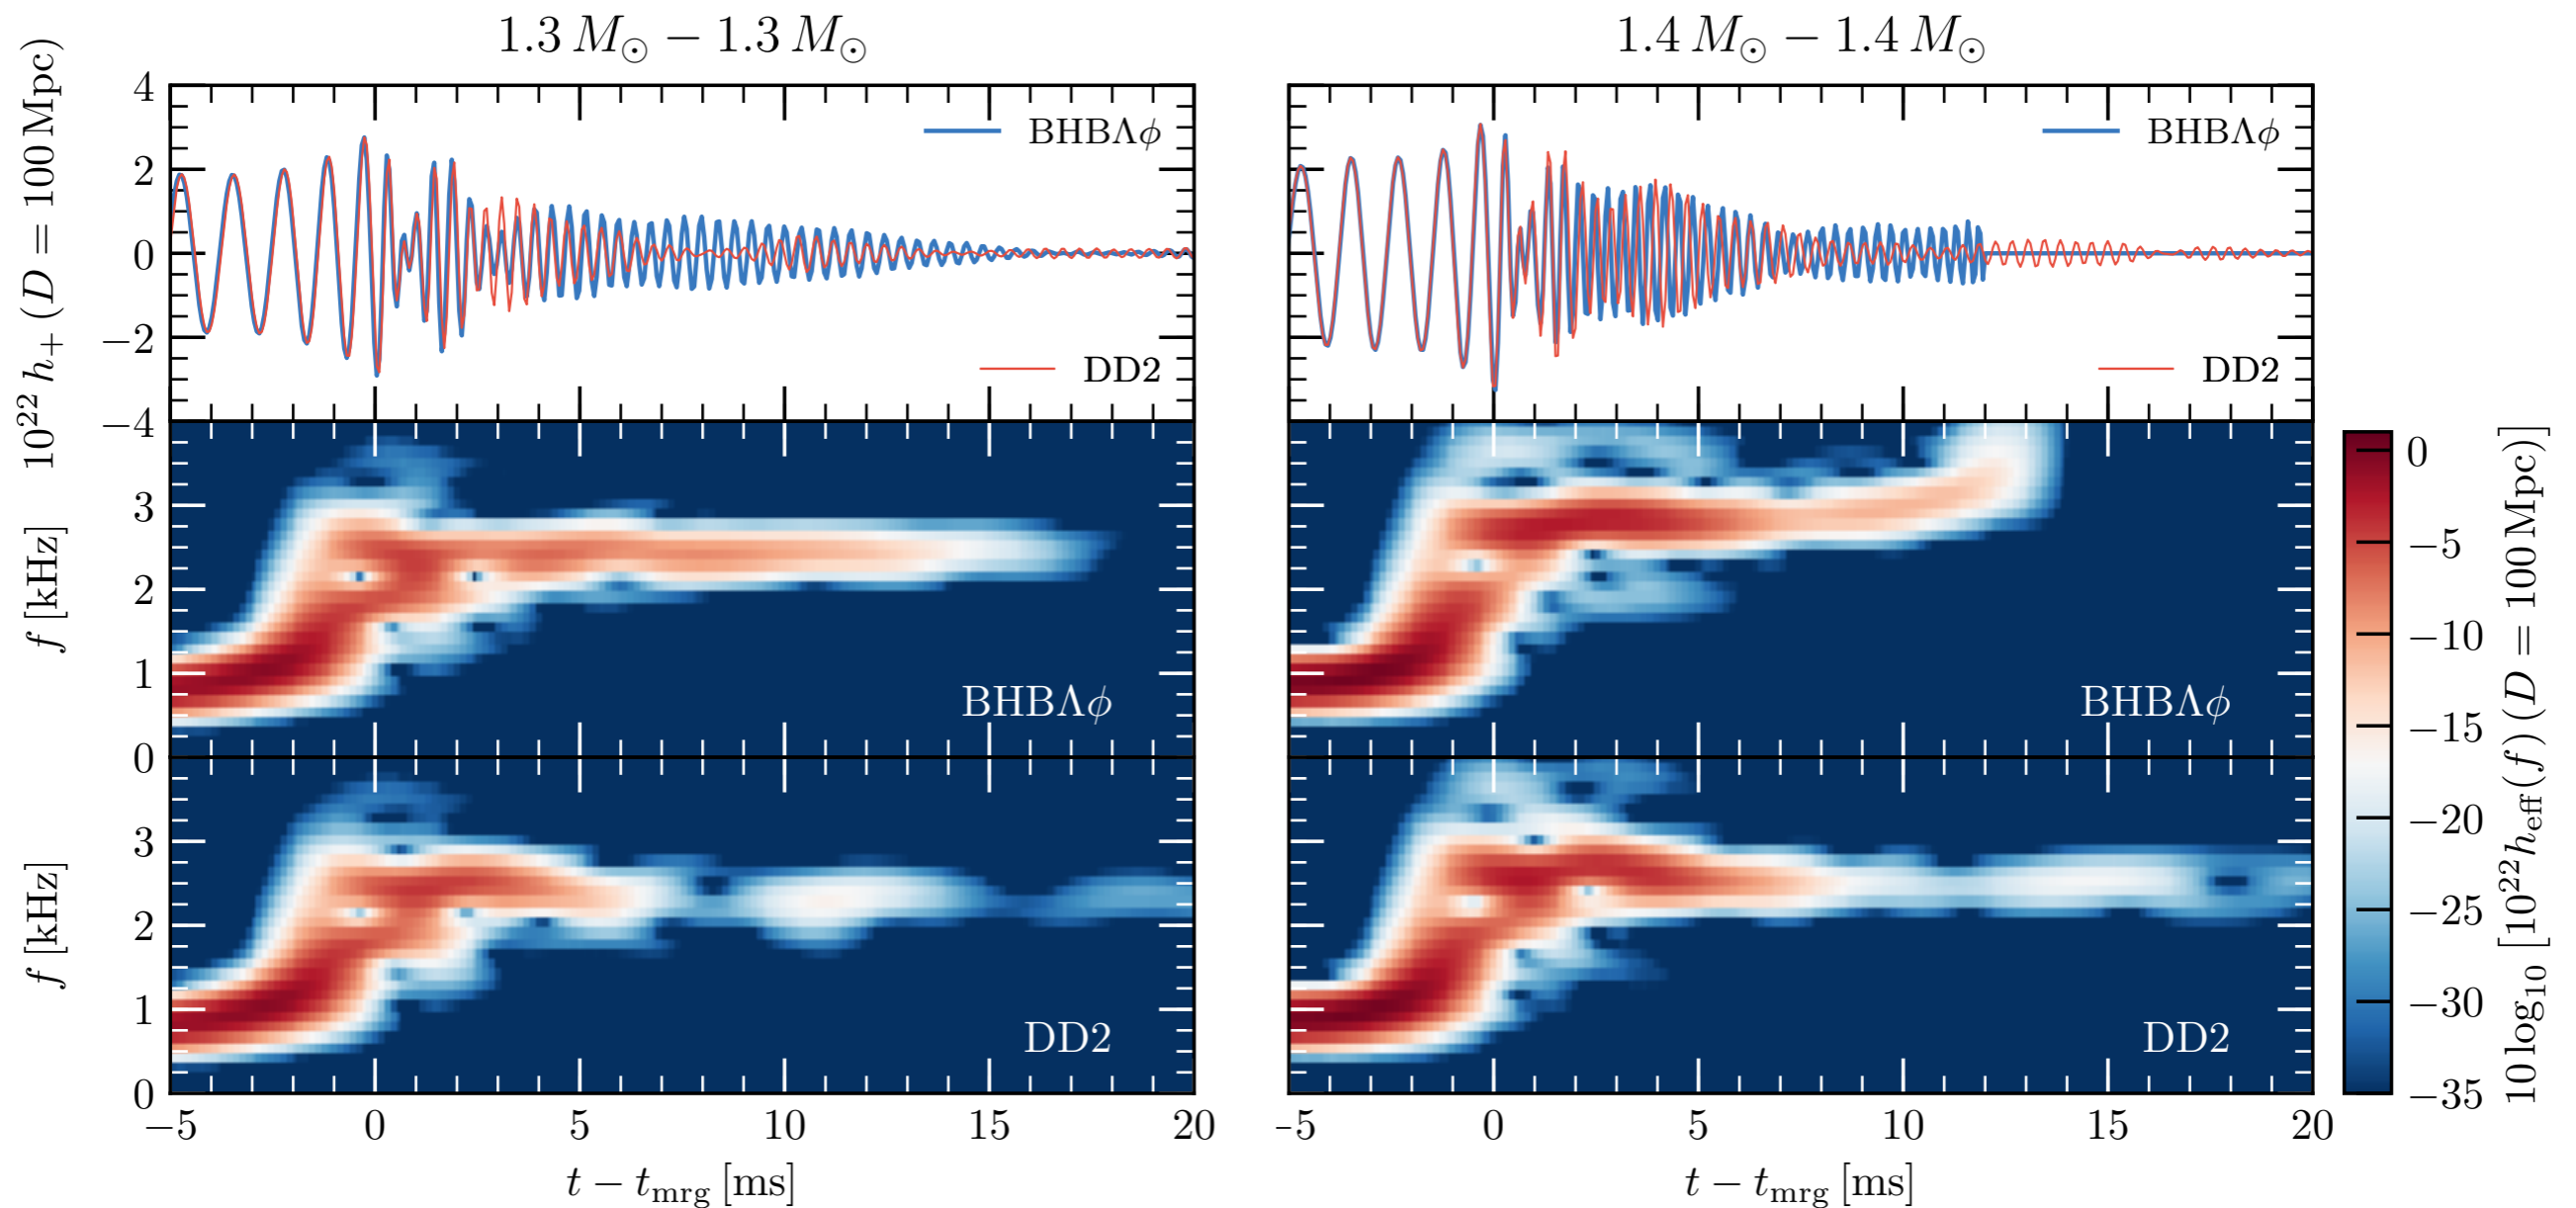 1.3 M⊙ − 1.3 M⊙
1.4 M⊙ − 1.4 M⊙
10²² h₊ (D = 100 Mpc)
4
2
0
−2
−4
BHBΛϕ
DD2
BHBΛϕ
DD2
f [kHz]
3
2
1
0
BHBΛϕ
BHBΛϕ
f [kHz]
3
2
1
0
DD2
DD2
−5 0 5 10 15 20
-5 0 5 10 15 20
t − t_mrg [ms]
t − t_mrg [ms]
0
−5
−10
−15
−20
−25
−30
−35
10 log₁₀ [10²² h_eff(f) (D = 100 Mpc)]